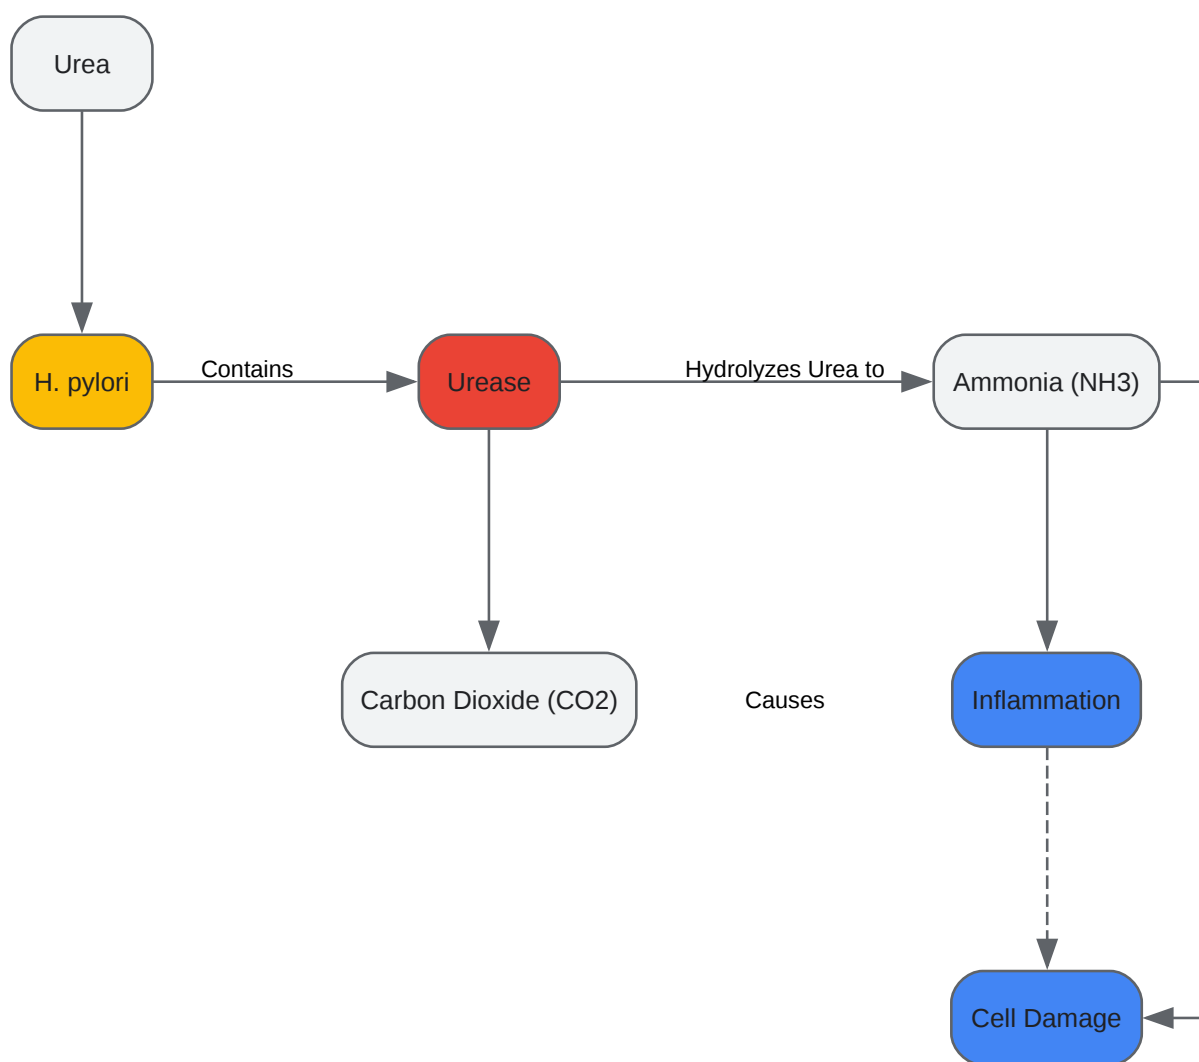 Urea
H. pylori
Contains
Urease
Hydrolyzes Urea to
Ammonia (NH3)
Carbon Dioxide (CO2)
Causes
Inflammation
Cell Damage